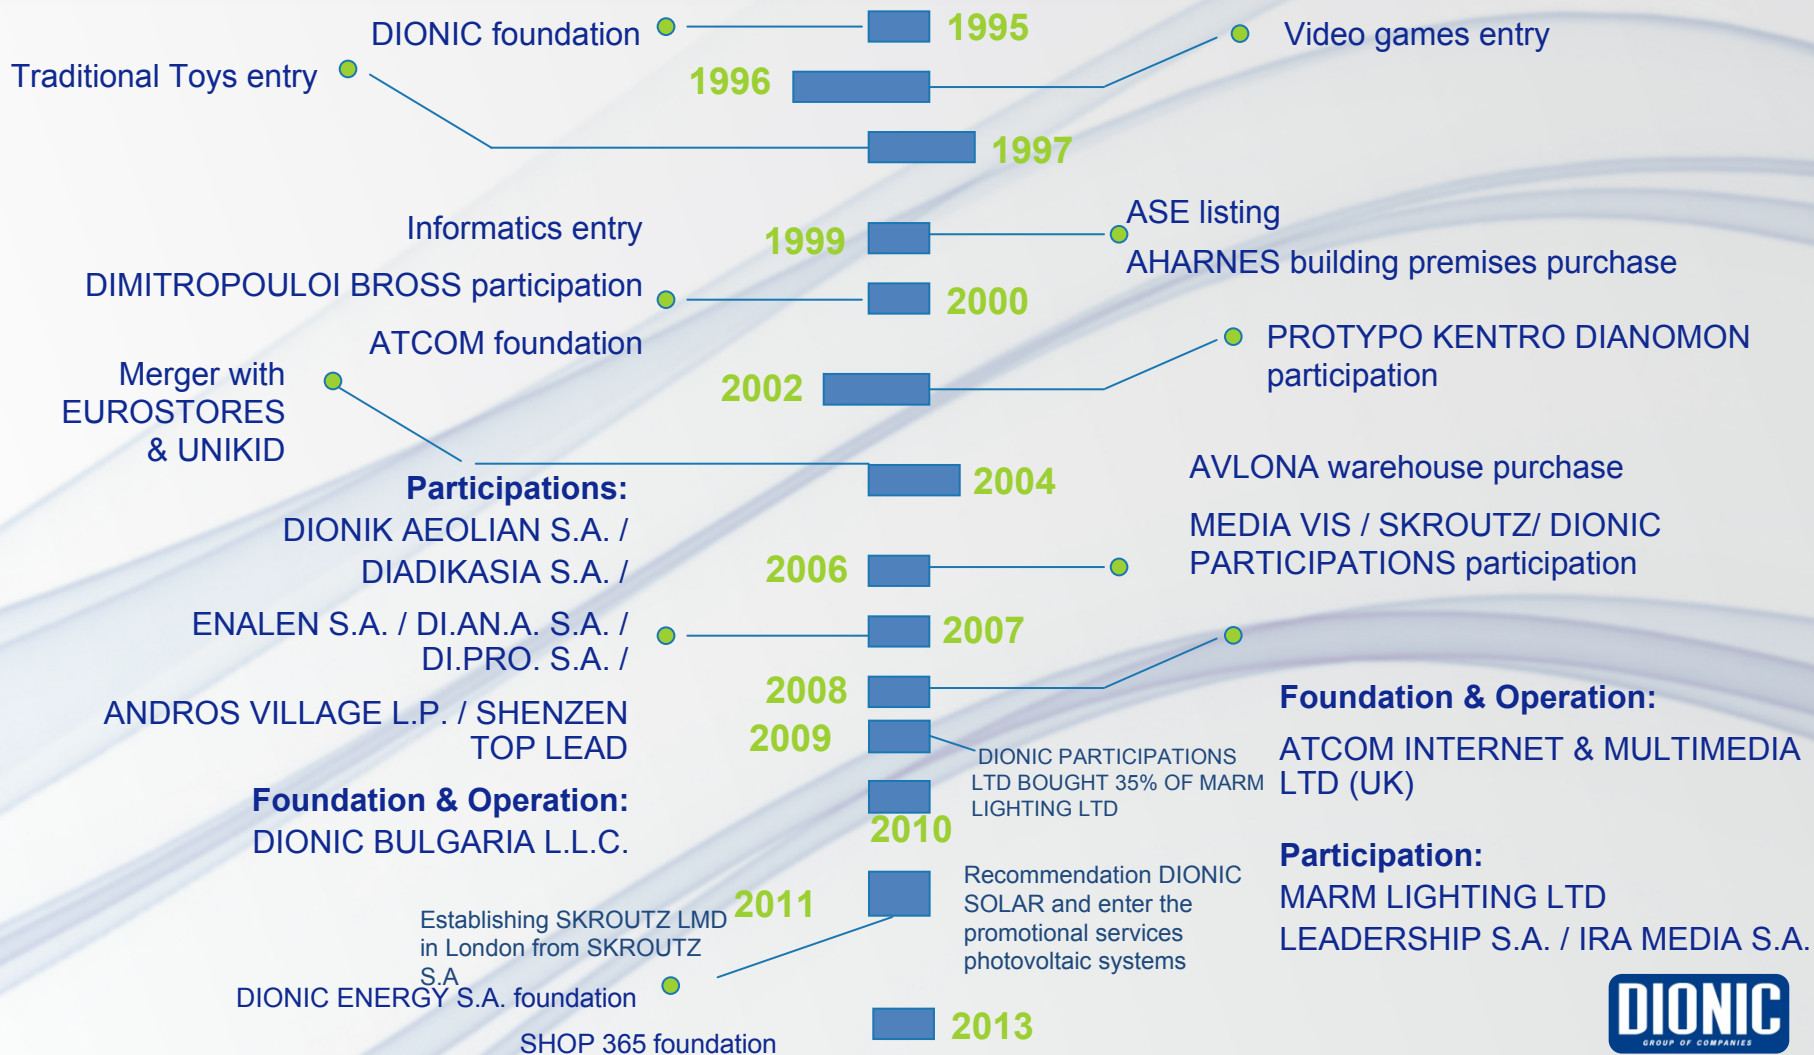 DIONIC foundation
1995
Video games entry
Traditional Toys entry
1996
1997
Informatics entry
1999
ASE listing
AHARNES building premises purchase
DIMITROPOULOI BROSS participation
2000
ATCOM foundation
PROTYPO KENTRO DIANOMON
participation
Merger with
EUROSTORES
& UNIKID
2002
2004
AVLONA warehouse purchase
Participations:
DIONIK AEOLIAN S.A. /
DIADIKASIA S.A. /
2006
MEDIA VIS / SKROUTZ/ DIONIC
PARTICIPATIONS participation
ENALEN S.A. / DI.AN.A. S.A. /
DI.PRO. S.A. /
2007
2008
ANDROS VILLAGE L.P. / SHENZEN
TOP LEAD
2009
DIONIC PARTICIPATIONS
LTD BOUGHT 35% OF MARM
LIGHTING LTD
Foundation & Operation:
ATCOM INTERNET & MULTIMEDIA
LTD (UK)
Foundation & Operation:
DIONIC BULGARIA L.L.C.
2010
Participation:
MARM LIGHTING LTD
LEADERSHIP S.A. / IRA MEDIA S.A.
2011
Recommendation DIONIC
SOLAR and enter the
promotional services
photovoltaic systems
Establishing SKROUTZ LMD
in London from SKROUTZ
S.A
DIONIC ENERGY S.A. foundation
2013
SHOP 365 foundation
DIONIC
GROUP OF COMPANIES